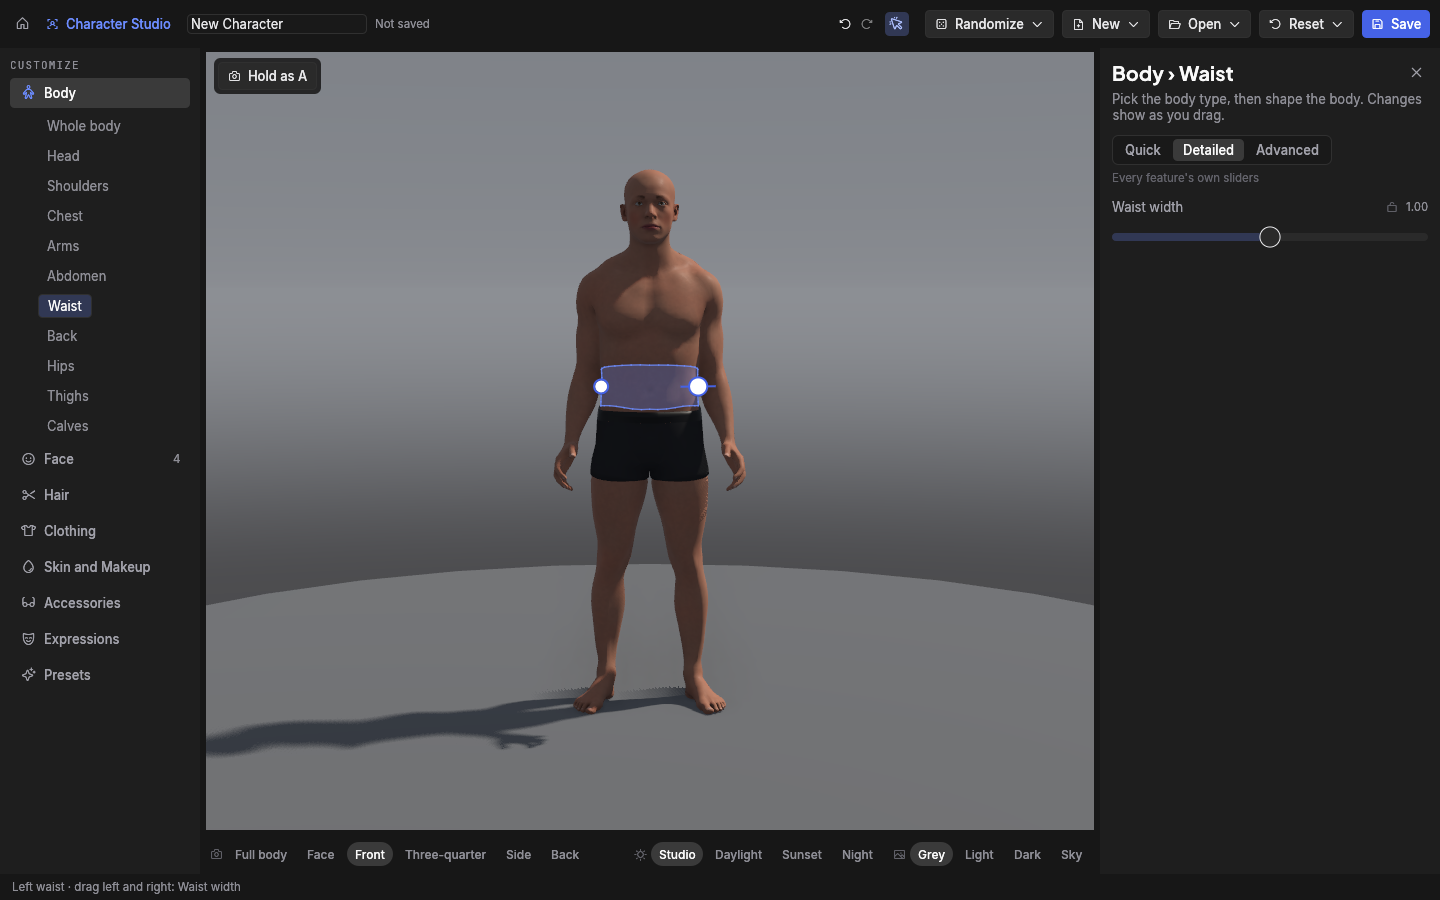 Character Studio
New Character
Not saved
Randomize
New
Open
Reset
Save
CUSTOMIZE
Body
Whole body
Head
Shoulders
Chest
Arms
Abdomen
Waist
Back
Hips
Thighs
Calves
Face 4
Hair
Clothing
Skin and Makeup
Accessories
Expressions
Presets
Hold as A
Body › Waist
Pick the body type, then shape the body. Changes
show as you drag.
Quick Detailed Advanced
Every feature's own sliders
Waist width 1.00
Full body Face Front Three-quarter Side Back
Studio Daylight Sunset Night
Grey Light Dark Sky
Left waist · drag left and right: Waist width